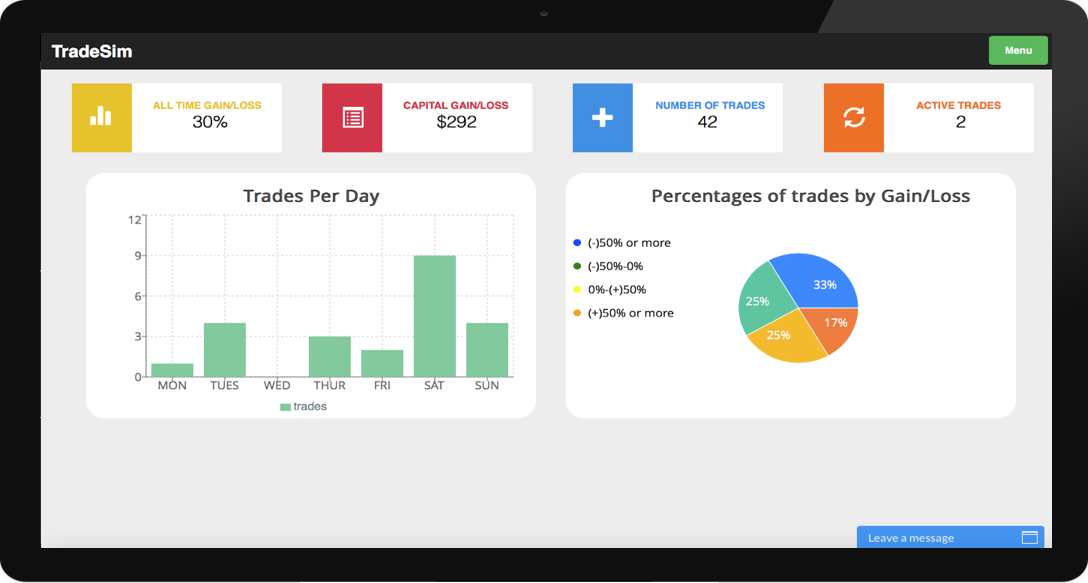 TradeSim
Menu
ALL TIME GAIN/LOSS
30%
CAPITAL GAIN/LOSS
$292
NUMBER OF TRADES
42
ACTIVE TRADES
2
Trades Per Day
12
9
6
3
0
MON TUES WED THUR FRI SAT SUN
trades
Percentages of trades by Gain/Loss
(-)50% or more
(-)50%-0%
0%-(+)50%
(+)50% or more
33%
25%
17%
25%
Leave a message